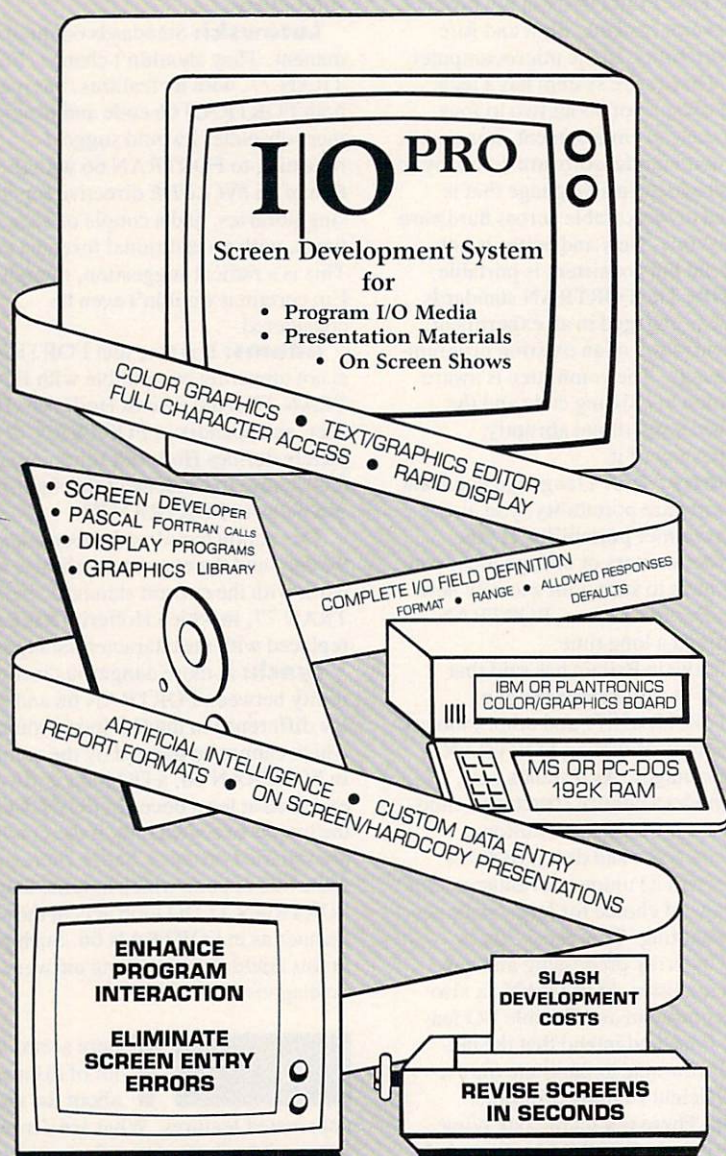 I/O PRO
Screen Development System
for
• Program I/O Media
• Presentation Materials
• On Screen Shows
COLOR GRAPHICS • TEXT/GRAPHICS EDITOR
FULL CHARACTER ACCESS • RAPID DISPLAY
• SCREEN DEVELOPER
• PASCAL FORTRAN CALLS
• DISPLAY PROGRAMS
• GRAPHICS LIBRARY
COMPLETE I/O FIELD DEFINITION
FORMAT • RANGE • ALLOWED RESPONSES
DEFAULTS
IBM OR PLANTRONICS
COLOR/GRAPHICS BOARD
MS OR PC-DOS
192K RAM
ARTIFICIAL INTELLIGENCE • CUSTOM DATA ENTRY
REPORT FORMATS • ON SCREEN/HARDCOPY PRESENTATIONS
ENHANCE
PROGRAM
INTERACTION
ELIMINATE
SCREEN ENTRY
ERRORS
SLASH
DEVELOPMENT
COSTS
REVISE SCREENS
IN SECONDS